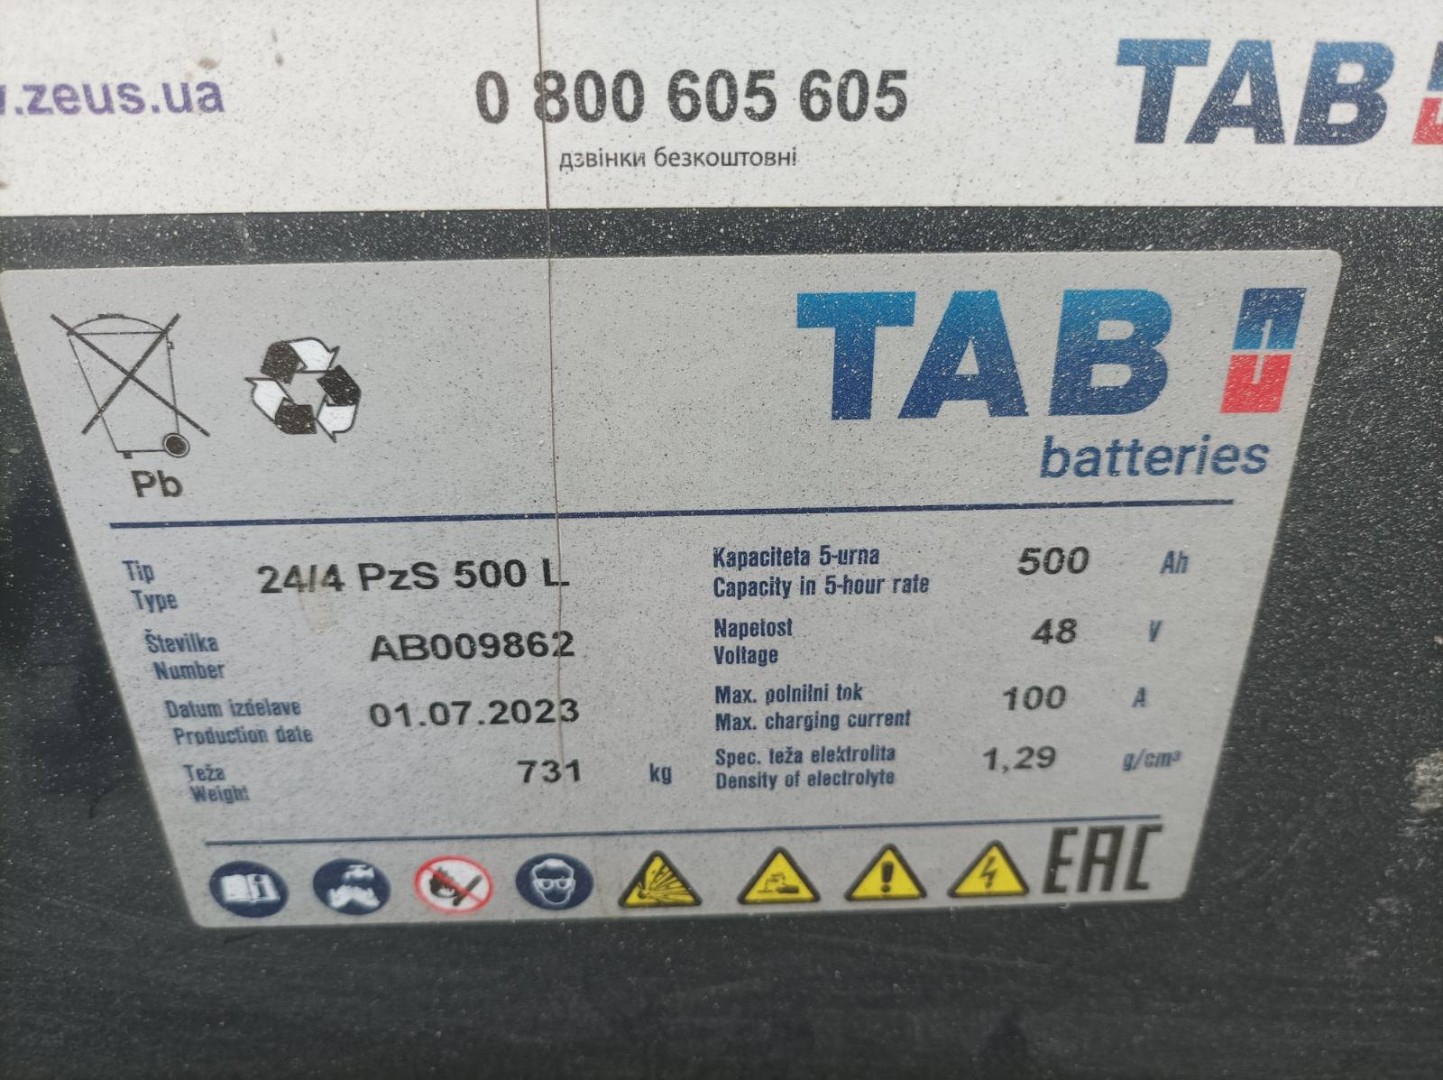 .zeus.ua
0 800 605 605
дзвінки безкоштовні
TAB
TAB
batteries
Pb
Tip
Type
24/4 PzS 500 L
Številka
Number
AB009862
Datum izdelave
Production date
01.07.2023
Teža
Weight
731 kg
Kapaciteta 5-urna
Capacity in 5-hour rate
500 Ah
Napetost
Voltage
48 V
Max. polnilni tok
Max. charging current
100 A
Spec. teža elektrolita
Density of electrolyte
1,29 g/cm³
EAC